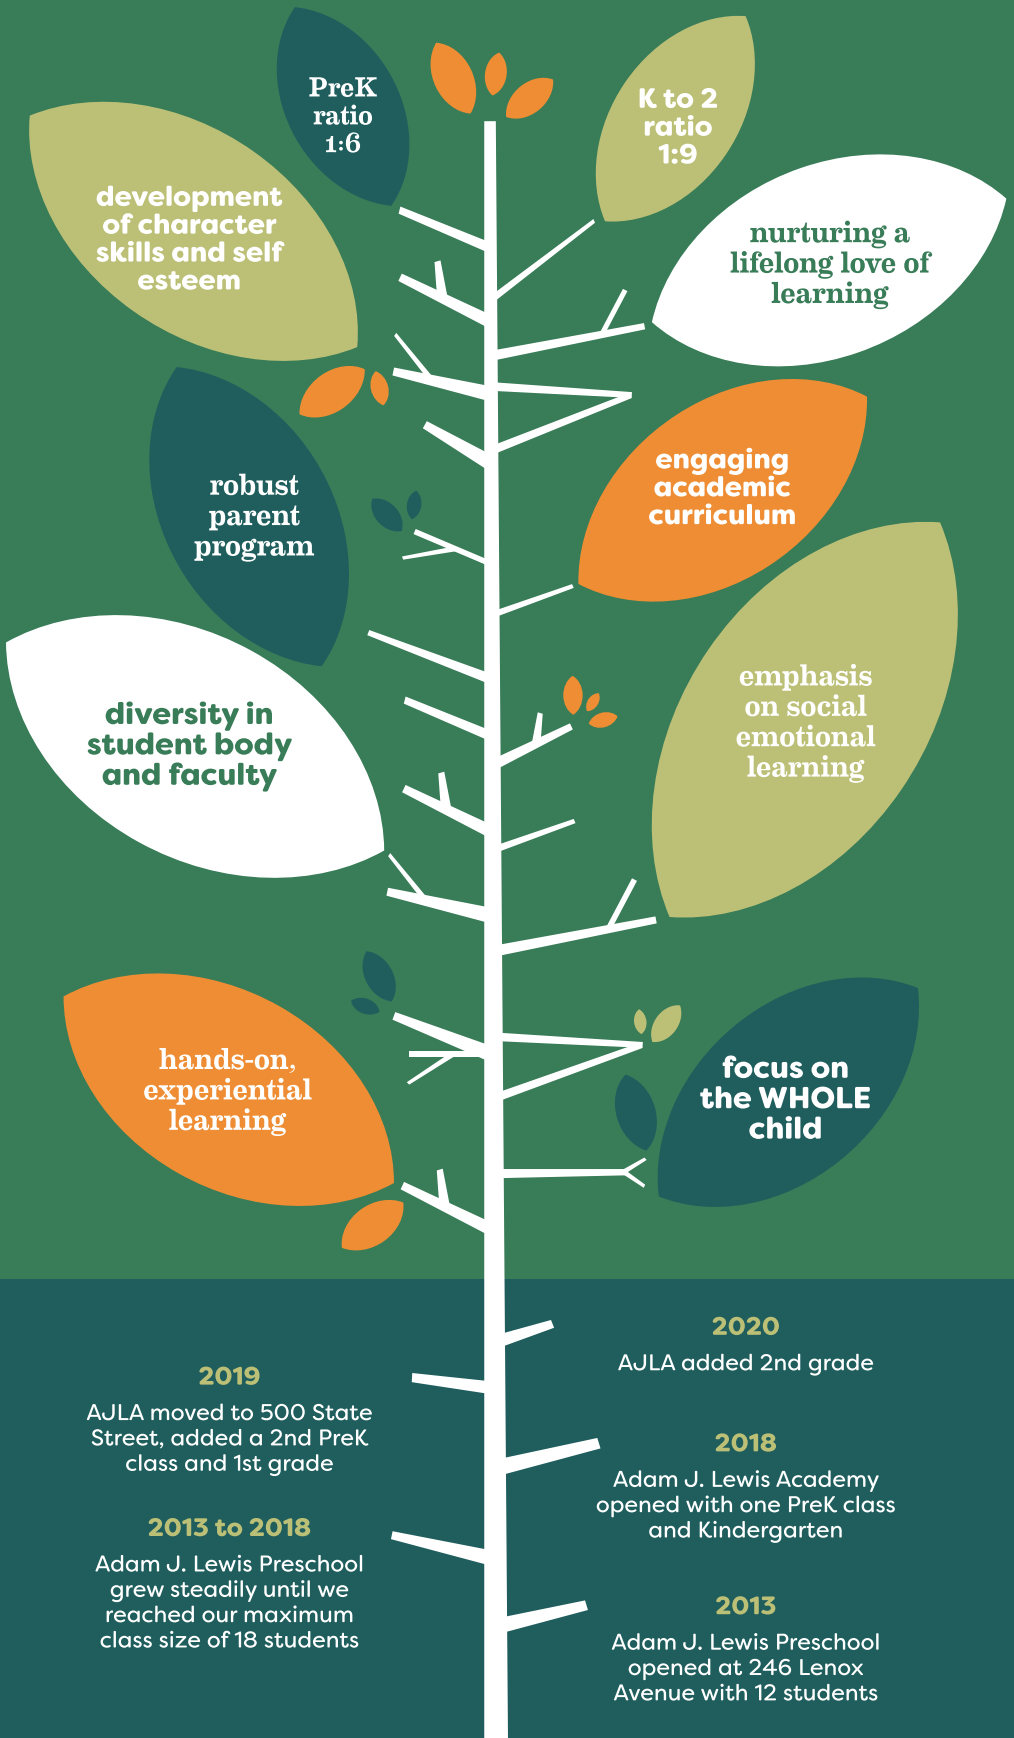 PreK
ratio
1:6
K to 2
ratio
1:9
development
of character
skills and self
esteem
nurturing a
lifelong love of
learning
robust
parent
program
engaging
academic
curriculum
diversity in
student body
and faculty
emphasis
on social
emotional
learning
hands-on,
experiential
learning
focus on
the WHOLE
child
2020
AJLA added 2nd grade
2019
AJLA moved to 500 State
Street, added a 2nd PreK
class and 1st grade
2018
Adam J. Lewis Academy
opened with one PreK class
and Kindergarten
2013 to 2018
Adam J. Lewis Preschool
grew steadily until we
reached our maximum
class size of 18 students
2013
Adam J. Lewis Preschool
opened at 246 Lenox
Avenue with 12 students